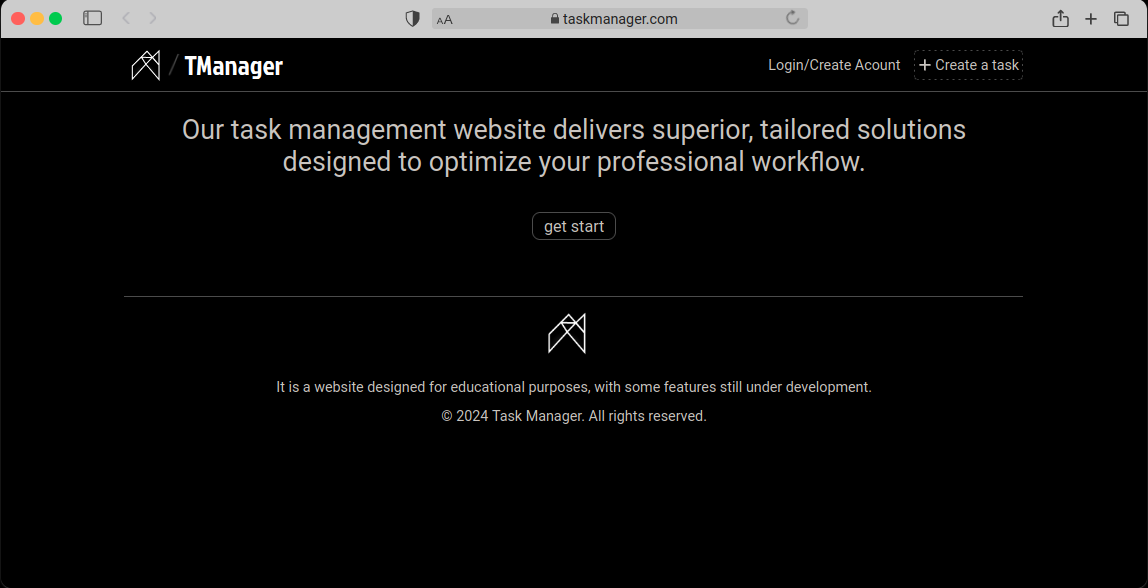 AA taskmanager.com
/ TManager Login/Create Acount + Create a task
Our task management website delivers superior, tailored solutions
designed to optimize your professional workflow.
get start
It is a website designed for educational purposes, with some features still under development.
© 2024 Task Manager. All rights reserved.